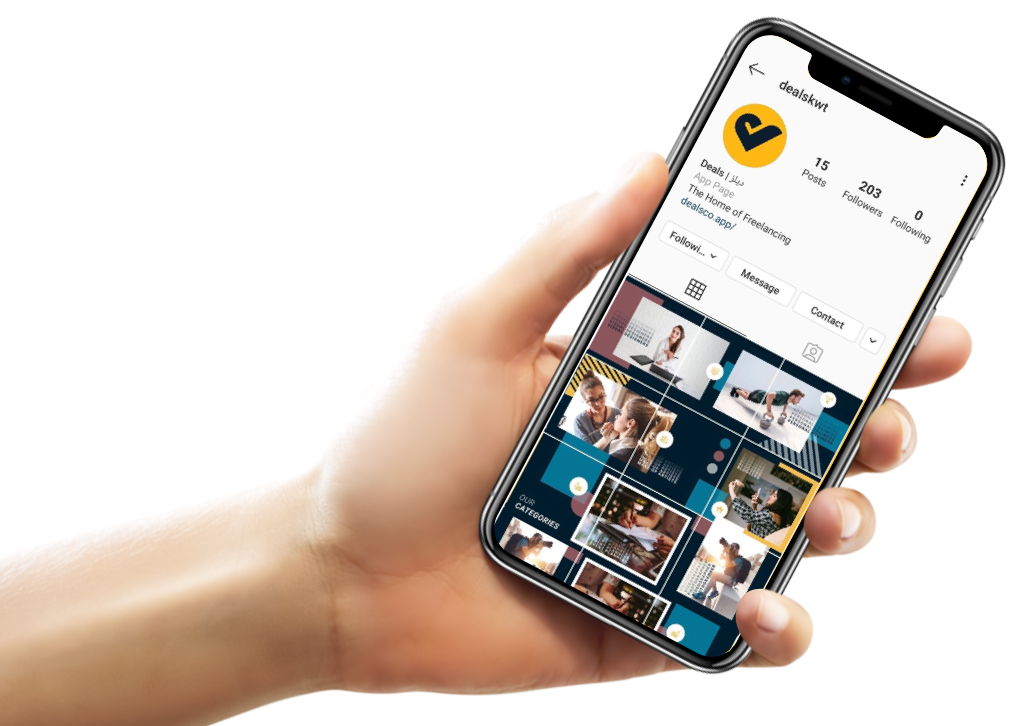 dealskwt
15
Posts
203
Followers
0
Following
Deals | ديلز
App Page
The Home of Freelancing
dealsco.app/
Followi...
Message
Contact
OUR
CATEGORIES